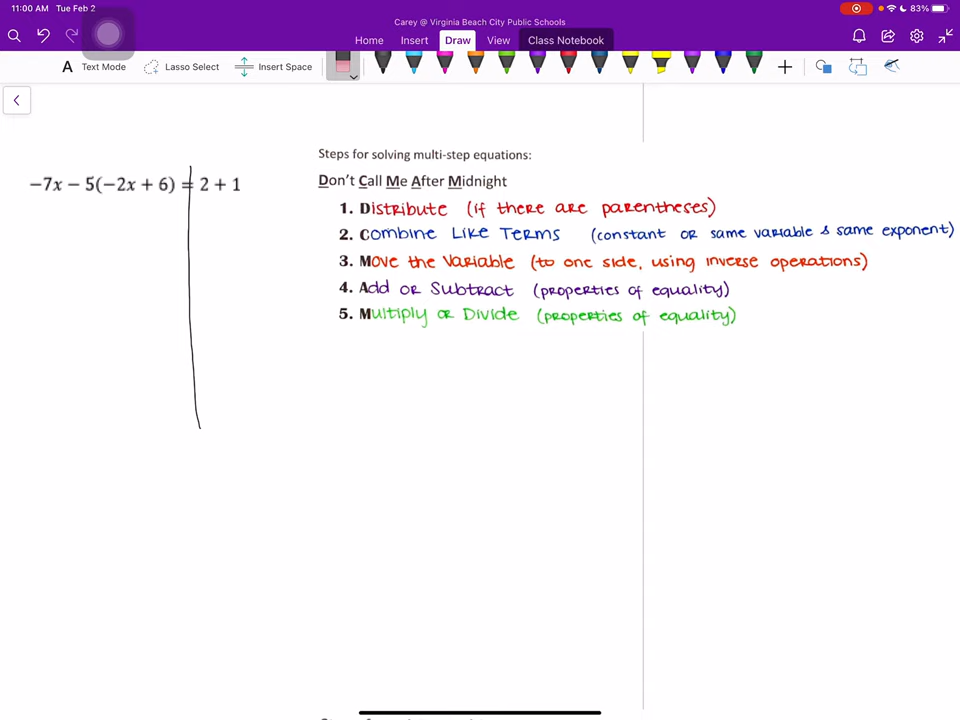 11:00 AM Tue Feb 2
83%
Carey @ Virginia Beach City Public Schools
Home Insert Draw View Class Notebook
A Text Mode Lasso Select Insert Space
Steps for solving multi-step equations:
−7x − 5(−2x + 6) = 2 + 1
Don't Call Me After Midnight
1. Distribute (if there are parentheses)
2. Combine Like Terms (constant or same variable & same exponent)
3. Move the Variable (to one side, using inverse operations)
4. Add or Subtract (properties of equality)
5. Multiply or Divide (properties of equality)